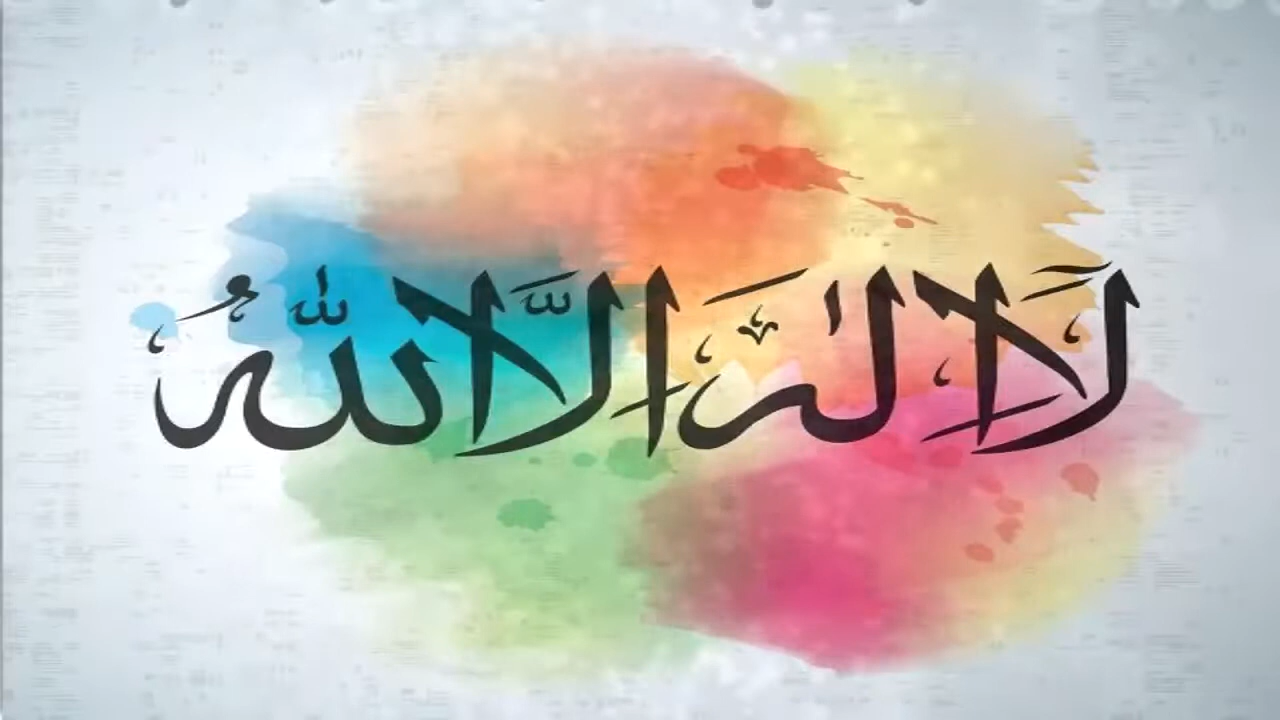 لَا إِلٰهَ إِلَّا اللّٰهُ